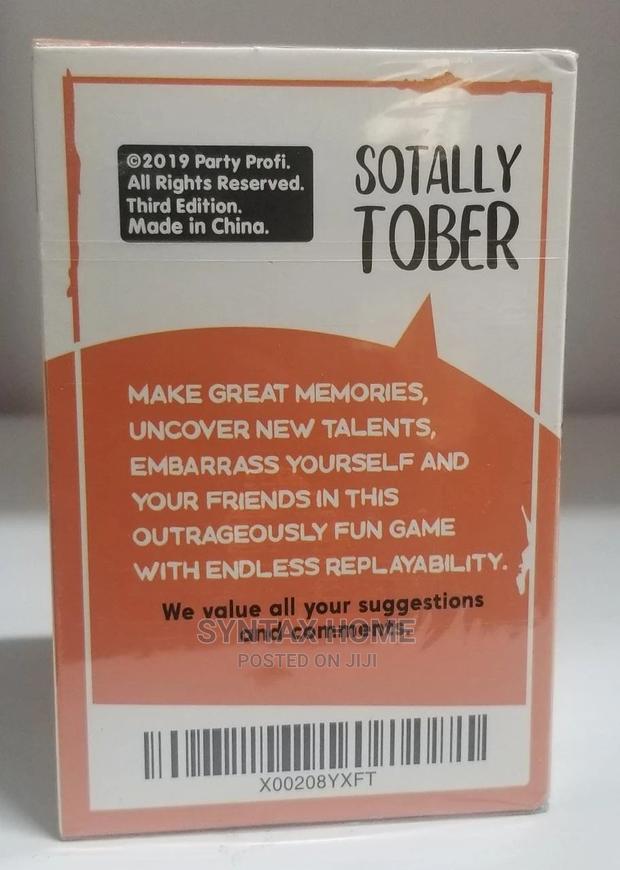 ©2019 Party Profi.
All Rights Reserved.
Third Edition.
Made in China.
SOTALLY
TOBER
MAKE GREAT MEMORIES,
UNCOVER NEW TALENTS,
EMBARRASS YOURSELF AND
YOUR FRIENDS IN THIS
OUTRAGEOUSLY FUN GAME
WITH ENDLESS REPLAYABILITY.
We value all your suggestions
and comments.
SYNTAX HOME
POSTED ON JIJI
X00208YXFT